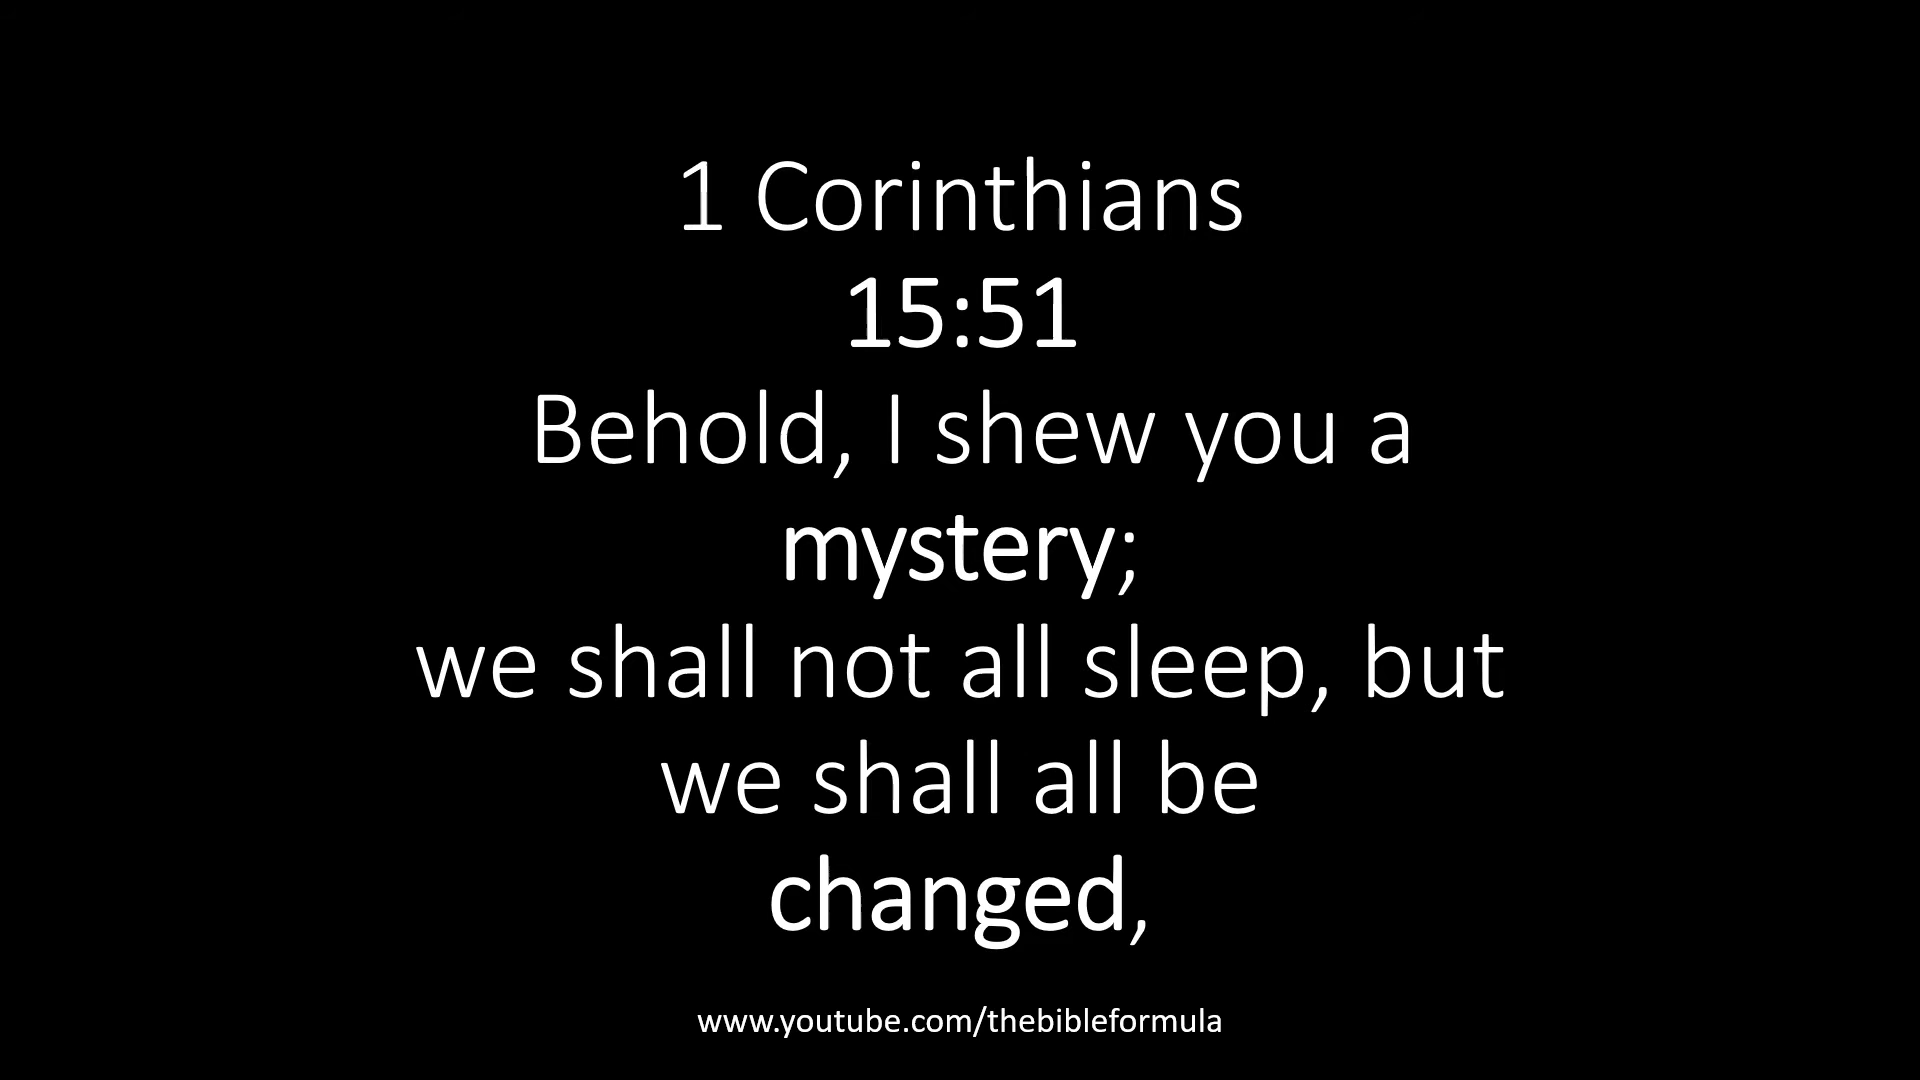 1 Corinthians
15:51
Behold, I shew you a
mystery;
we shall not all sleep, but
we shall all be
changed,
www.youtube.com/thebibleformula